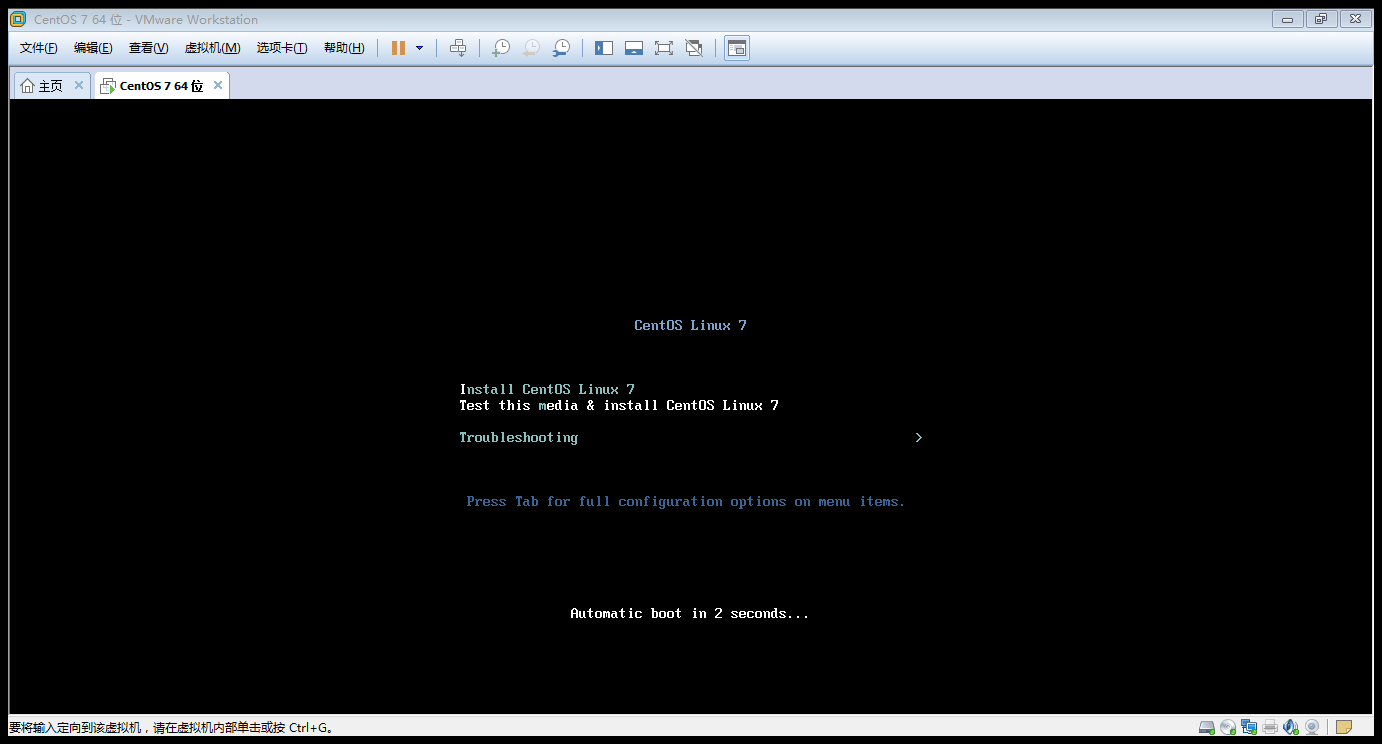 CentOS 7 64 位 - VMware Workstation
文件(F) 编辑(E) 查看(V) 虚拟机(M) 选项卡(T) 帮助(H)
主页 CentOS 7 64 位
CentOS Linux 7
Install CentOS Linux 7
Test this media & install CentOS Linux 7
Troubleshooting >
Press Tab for full configuration options on menu items.
Automatic boot in 2 seconds...
要将输入定向到该虚拟机，请在虚拟机内部单击或按 Ctrl+G。